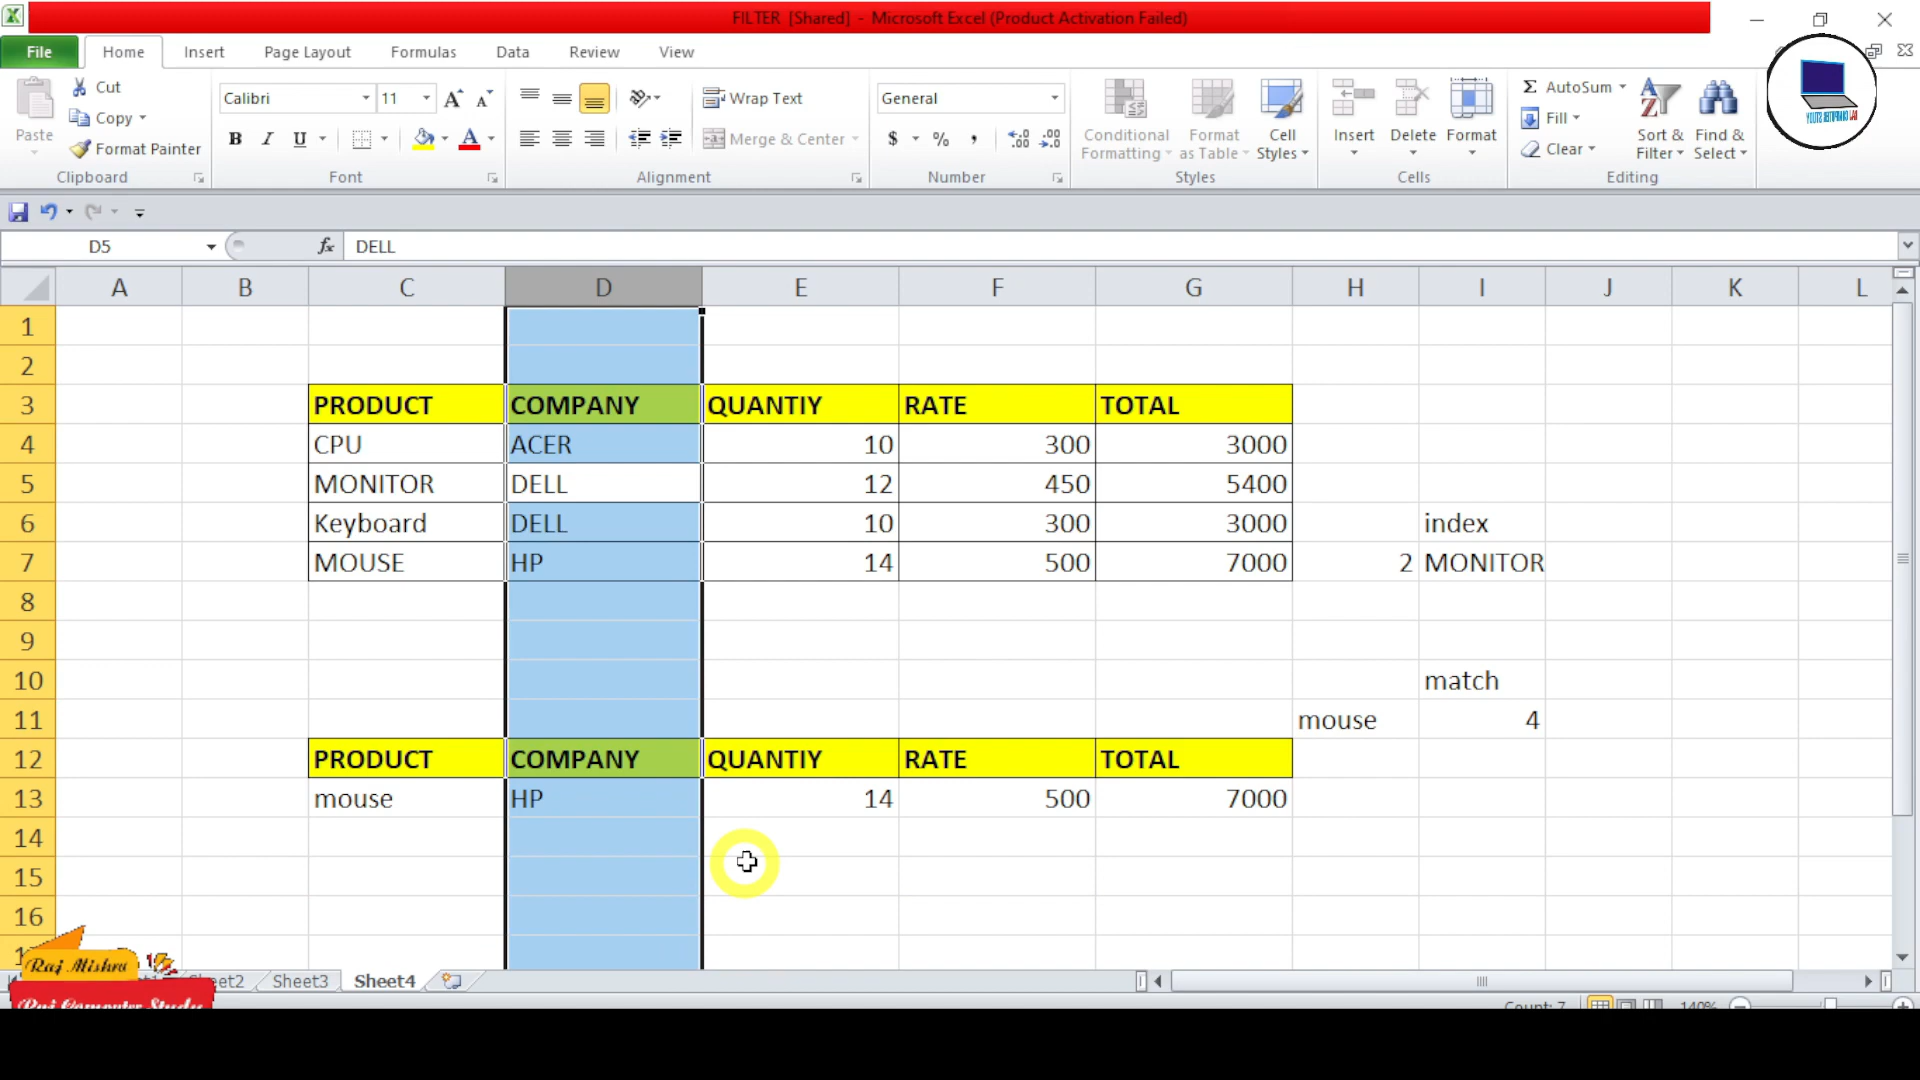 FILTER [Shared] - Microsoft Excel (Product Activation Failed)
File Home Insert Page Layout Formulas Data Review View
Paste
Cut
Copy
Format Painter
Clipboard
Calibri 11
B I U A
Font
Wrap Text
Merge & Center
Alignment
General
$ % ,
Number
Conditional Formatting
Format as Table
Cell Styles
Styles
Insert Delete Format
Cells
Σ AutoSum
Fill
Clear
Sort & Filter
Find & Select
Editing
D5 fx DELL
A B C D E F G H I J K L
1
2
3 PRODUCT COMPANY QUANTIY RATE TOTAL
4 CPU ACER 10 300 3000
5 MONITOR DELL 12 450 5400
6 Keyboard DELL 10 300 3000 index
7 MOUSE HP 14 500 7000 2 MONITOR
8
9
10 match
11 mouse 4
12 PRODUCT COMPANY QUANTIY RATE TOTAL
13 mouse HP 14 500 7000
14
15
16
Raj Mishra
Sheet3 Sheet4
Raj Computer Study
Count: 7 140%